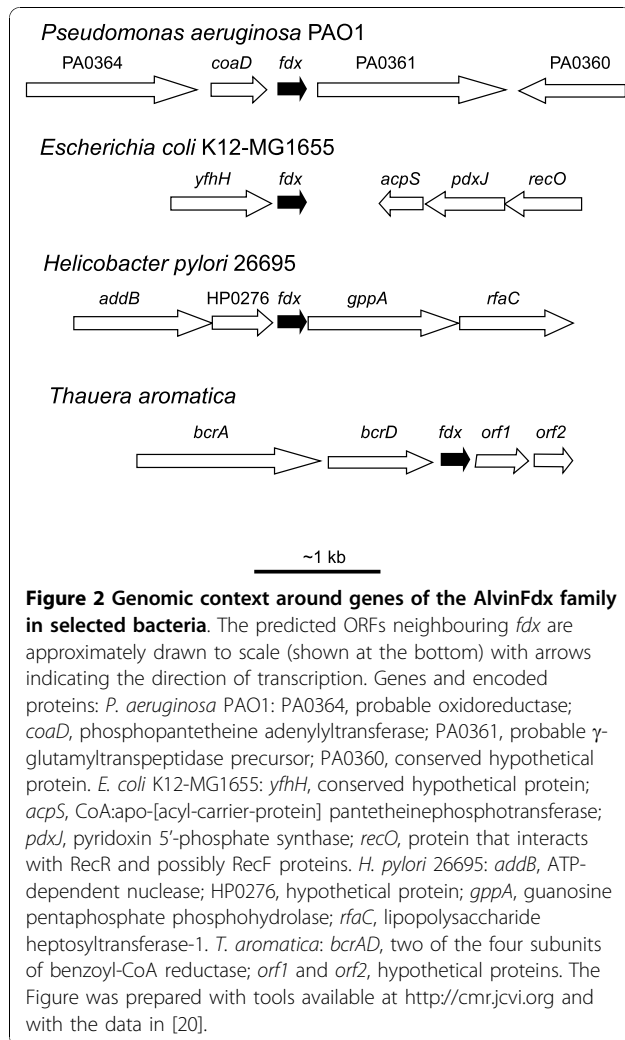 Pseudomonas aeruginosa PAO1
PA0364 coaD fdx PA0361 PA0360
Escherichia coli K12-MG1655
yfhH fdx acpS pdxJ recO
Helicobacter pylori 26695
addB HP0276 fdx gppA rfaC
Thauera aromatica
bcrA bcrD fdx orf1 orf2
~1 kb
Figure 2 Genomic context around genes of the AlvinFdx family
in selected bacteria. The predicted ORFs neighbouring fdx are
approximately drawn to scale (shown at the bottom) with arrows
indicating the direction of transcription. Genes and encoded
proteins: P. aeruginosa PAO1: PA0364, probable oxidoreductase;
coaD, phosphopantetheine adenylyltransferase; PA0361, probable γ-
glutamyltranspeptidase precursor; PA0360, conserved hypothetical
protein. E. coli K12-MG1655: yfhH, conserved hypothetical protein;
acpS, CoA:apo-[acyl-carrier-protein] pantetheinephosphotransferase;
pdxJ, pyridoxin 5′-phosphate synthase; recO, protein that interacts
with RecR and possibly RecF proteins. H. pylori 26695: addB, ATP-
dependent nuclease; HP0276, hypothetical protein; gppA, guanosine
pentaphosphate phosphohydrolase; rfaC, lipopolysaccharide
heptosyltransferase-1. T. aromatica: bcrAD, two of the four subunits
of benzoyl-CoA reductase; orf1 and orf2, hypothetical proteins. The
Figure was prepared with tools available at http://cmr.jcvi.org and
with the data in [20].